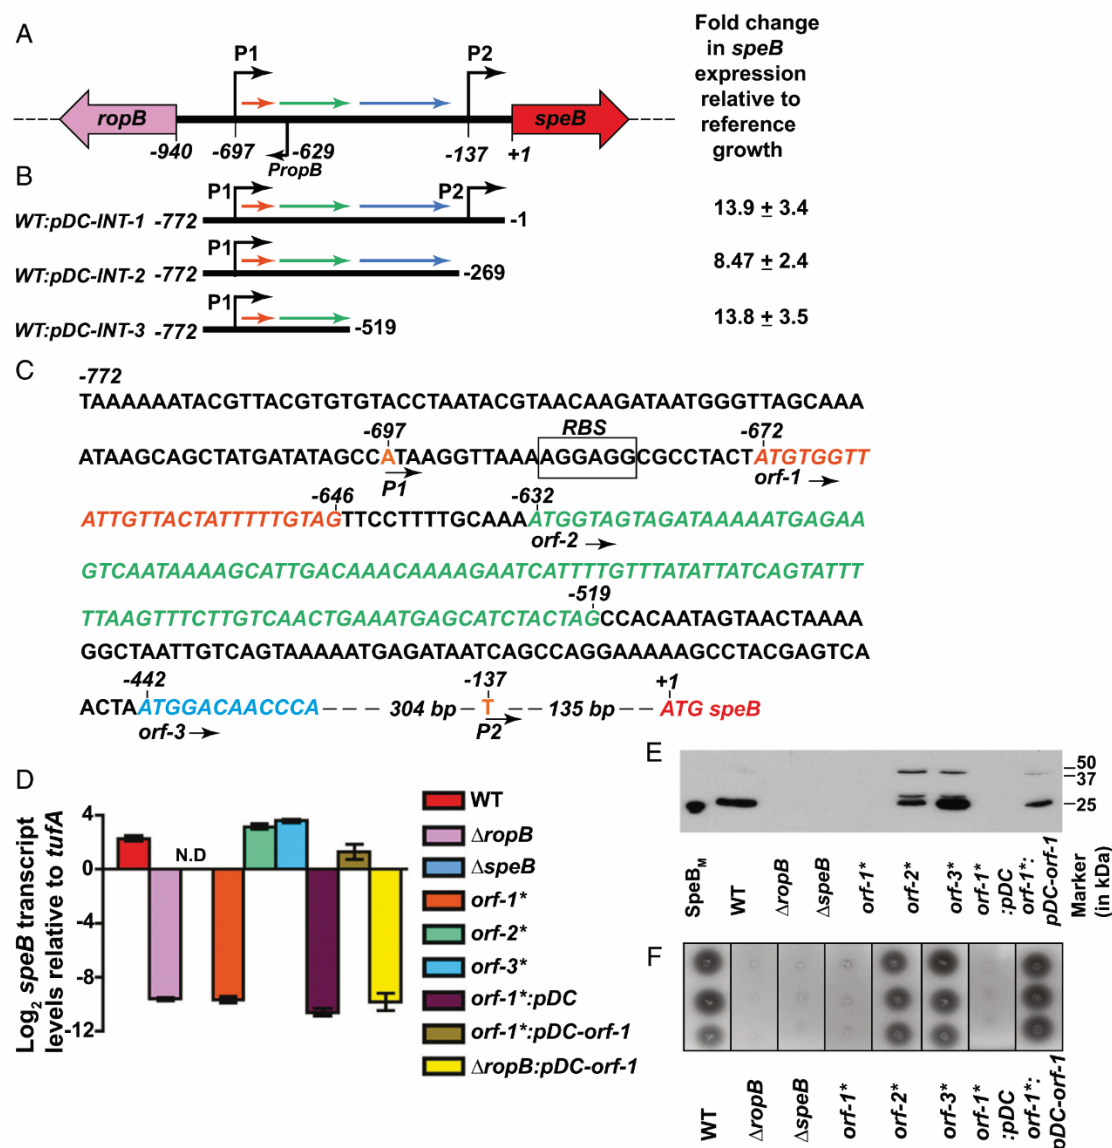 A
Fold change
in speB
expression
relative to
reference
growth
P1
P2
ropB
speB
-940
-697
-629
PropB
-137
+1
B
P1
P2
WT:pDC-INT-1 -772
-1
13.9 ± 3.4
P1
WT:pDC-INT-2 -772
-269
8.47 ± 2.4
P1
WT:pDC-INT-3 -772
-519
13.8 ± 3.5
C
-772
TAAAAAATACGTTACGTGTGTACCTAATACGTAACAAGATAATGGGTTAGCAAA
-697 RBS -672
ATAAGCAGCTATGATATAGCCATAAGGTTAAAAGGAGGCGCCTACTATGTGGTT
P1 orf-1
-646 -632
ATTGTTACTATTTTTGTAGTTCCTTTTGCAAAATGGTAGTAGATAAAAATGAGAA
orf-2
GTCAATAAAAGCATTGACAAACAAAAGAATCATTTTGTTTATATTATCAGTATTT
-519
TTAAGTTTCTTGTCAACTGAAATGAGCATCTACTAGCCACAATAGTAACTAAAA
GGCTAATTGTCAGTAAAAATGAGATAATCAGCCAGGAAAAAGCCTACGAGTCA
-442 -137 +1
ACTAATGGACAACCCA — — 304 bp — T — 135 bp — ATG speB
orf-3 P2
D
Log2 speB transcript
levels relative to tufA
4
0
-4
-8
-12
N.D
WT
ΔropB
ΔspeB
orf-1*
orf-2*
orf-3*
orf-1*:pDC
orf-1*:pDC-orf-1
ΔropB:pDC-orf-1
E
50
37
25
SpeBM
WT
ΔropB
ΔspeB
orf-1*
orf-2*
orf-3*
orf-1*
:pDC
orf-1*:
pDC-orf-1
Marker
(in kDa)
F
WT
ΔropB
ΔspeB
orf-1*
orf-2*
orf-3*
orf-1*
:pDC
orf-1*:
pDC-orf-1